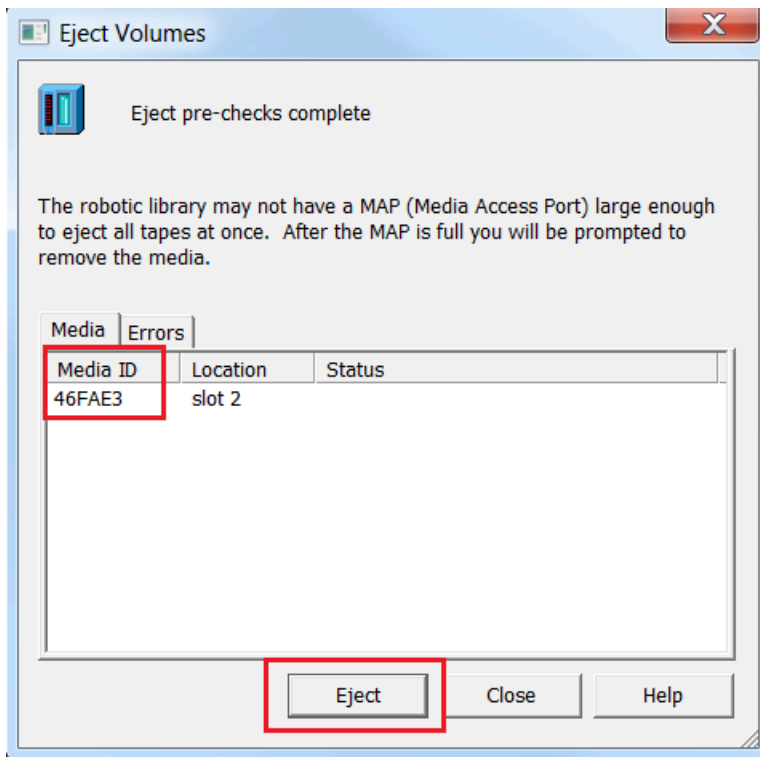 Eject Volumes
X
Eject pre-checks complete
The robotic library may not have a MAP (Media Access Port) large enough
to eject all tapes at once.  After the MAP is full you will be prompted to
remove the media.
Media Errors
Media ID Location Status
46FAE3 slot 2
Eject Close Help